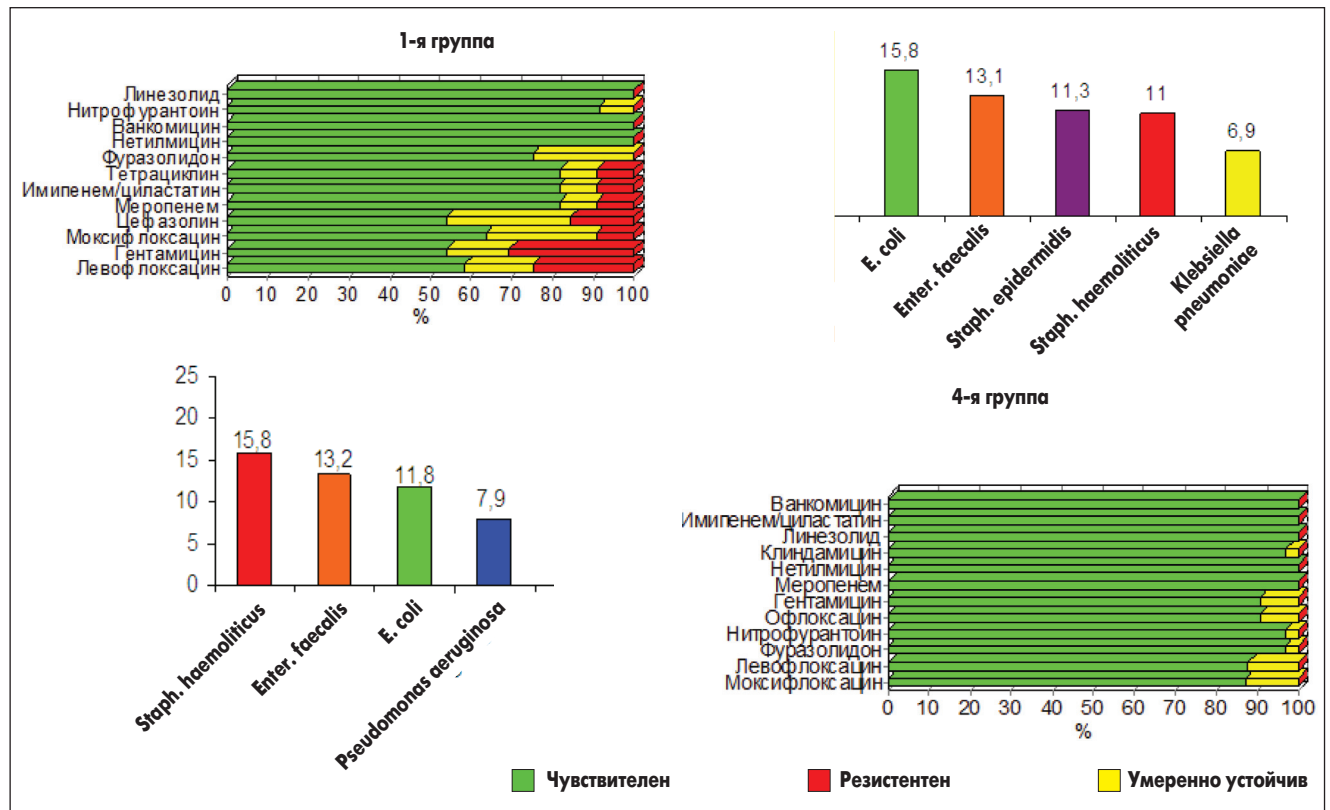 1-я группа
Линезолид
Нитрофурантоин
Ванкомицин
Нетилмицин
Фуразолидон
Тетрациклин
Имипенем/циластатин
Меропенем
Цефазолин
Моксифлоксацин
Гентамицин
Левофлоксацин
0 10 20 30 40 50 60 70 80 90 100
%
15,8
13,1
11,3
11
6,9
E. coli
Enter. faecalis
Staph. epidermidis
Staph. haemoliticus
Klebsiella
pneumoniae
25
20
15
10
5
0
15,8
13,2
11,8
7,9
Staph. haemoliticus
Enter. faecalis
E. coli
Pseudomonas aeruginosa
4-я группа
Ванкомицин
Имипенем/циластатин
Линезолид
Клиндамицин
Нетилмицин
Меропенем
Гентамицин
Офлоксацин
Нитрофурантоин
Фуразолидон
Левофлоксацин
Моксифлоксацин
0 10 20 30 40 50 60 70 80 90 100
%
Чувствителен Резистентен Умеренно устойчив